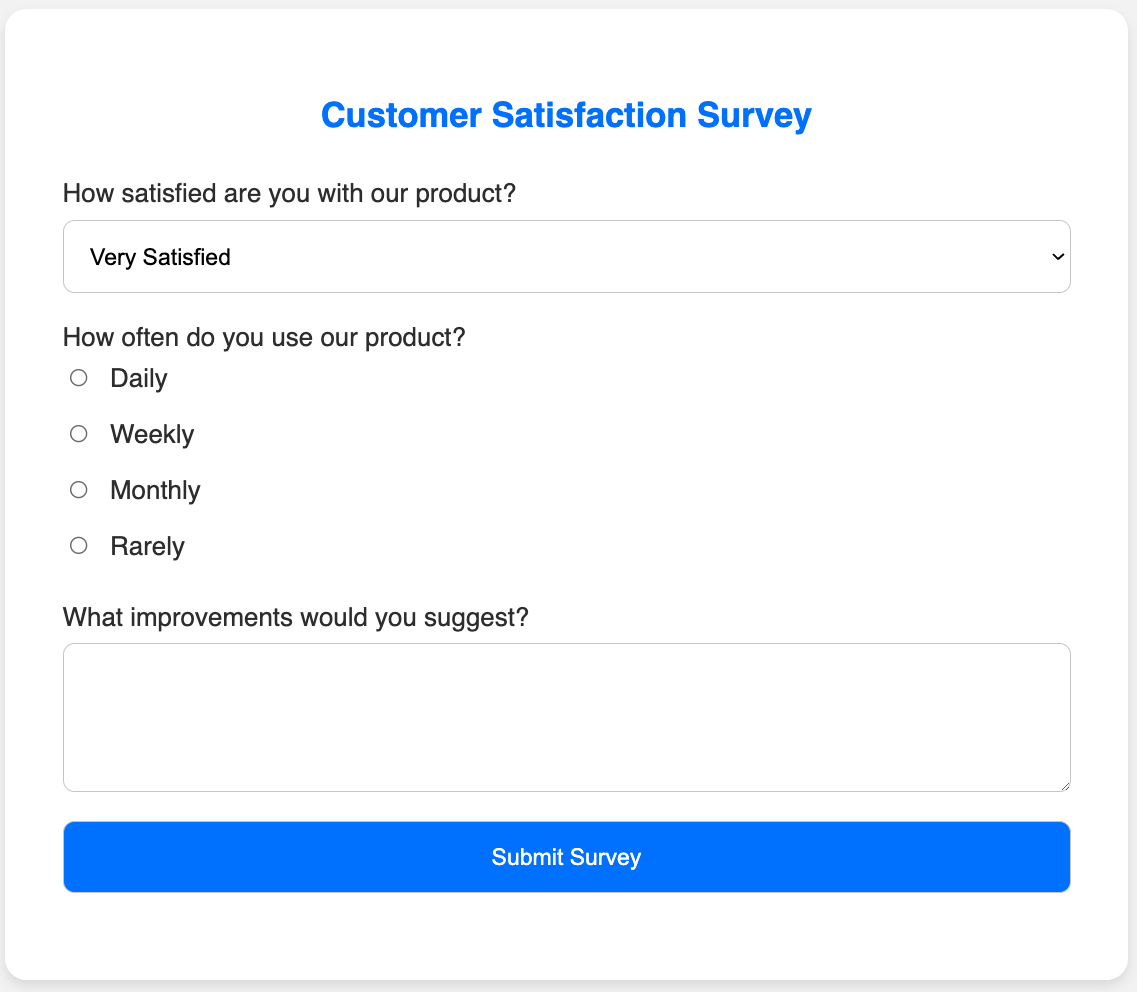 Customer Satisfaction Survey
How satisfied are you with our product?
Very Satisfied
How often do you use our product?
Daily
Weekly
Monthly
Rarely
What improvements would you suggest?
Submit Survey